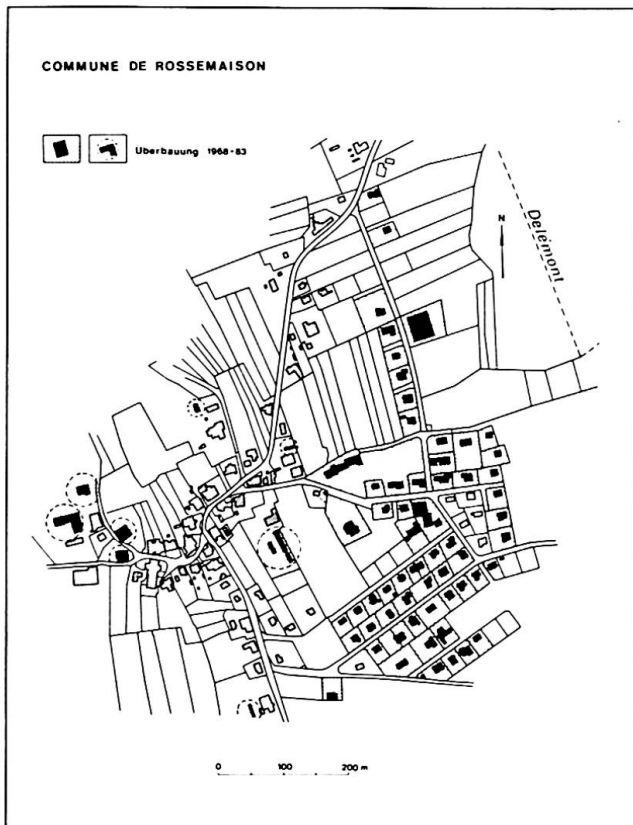 COMMUNE DE ROSSEMAISON
Überbauung 1968-83
N
Delémont
0 100 200 m